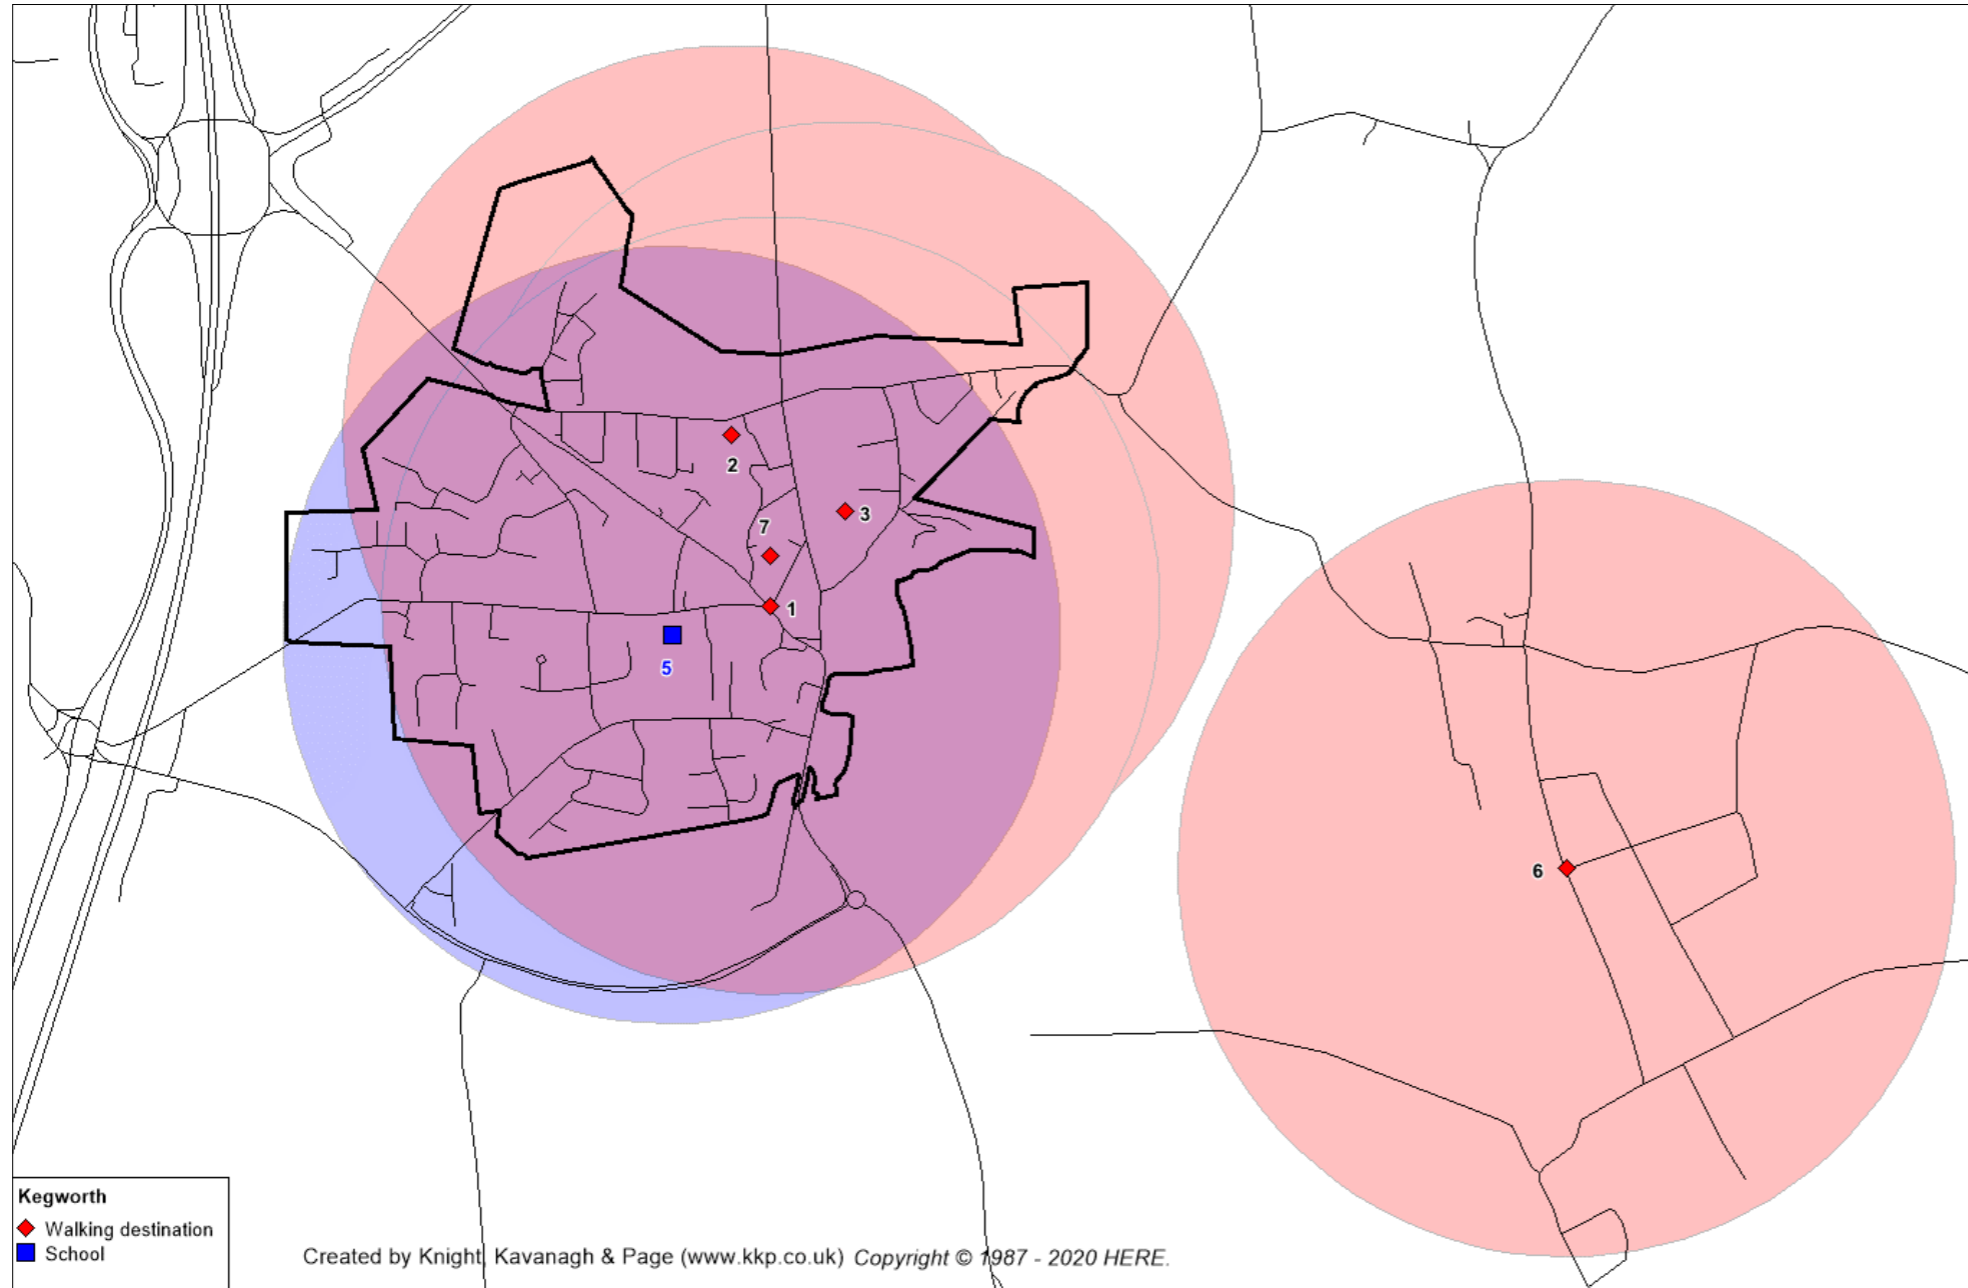 2
3
7
1
5
6
Kegworth
Walking destination
School
Created by Knight, Kavanagh & Page (www.kkp.co.uk) Copyright © 1987 - 2020 HERE.